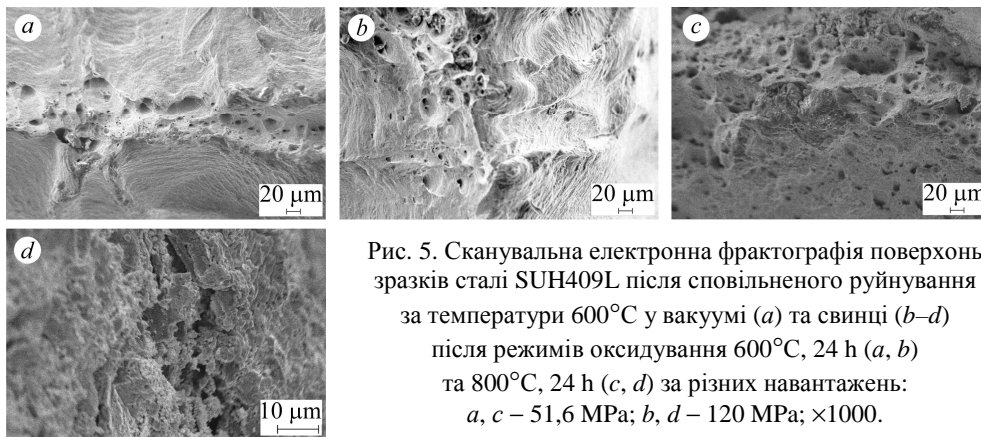 a
b
c
20 µm
20 µm
20 µm
d
10 µm
Рис. 5. Сканувальна електронна фрактографія поверхонь
зразків сталі SUH409L після сповільненого руйнування
за температури 600°С у вакуумі (a) та свинці (b–d)
після режимів оксидування 600°С, 24 h (a, b)
та 800°С, 24 h (c, d) за різних навантажень:
a, c – 51,6 MPa; b, d – 120 MPa; ×1000.